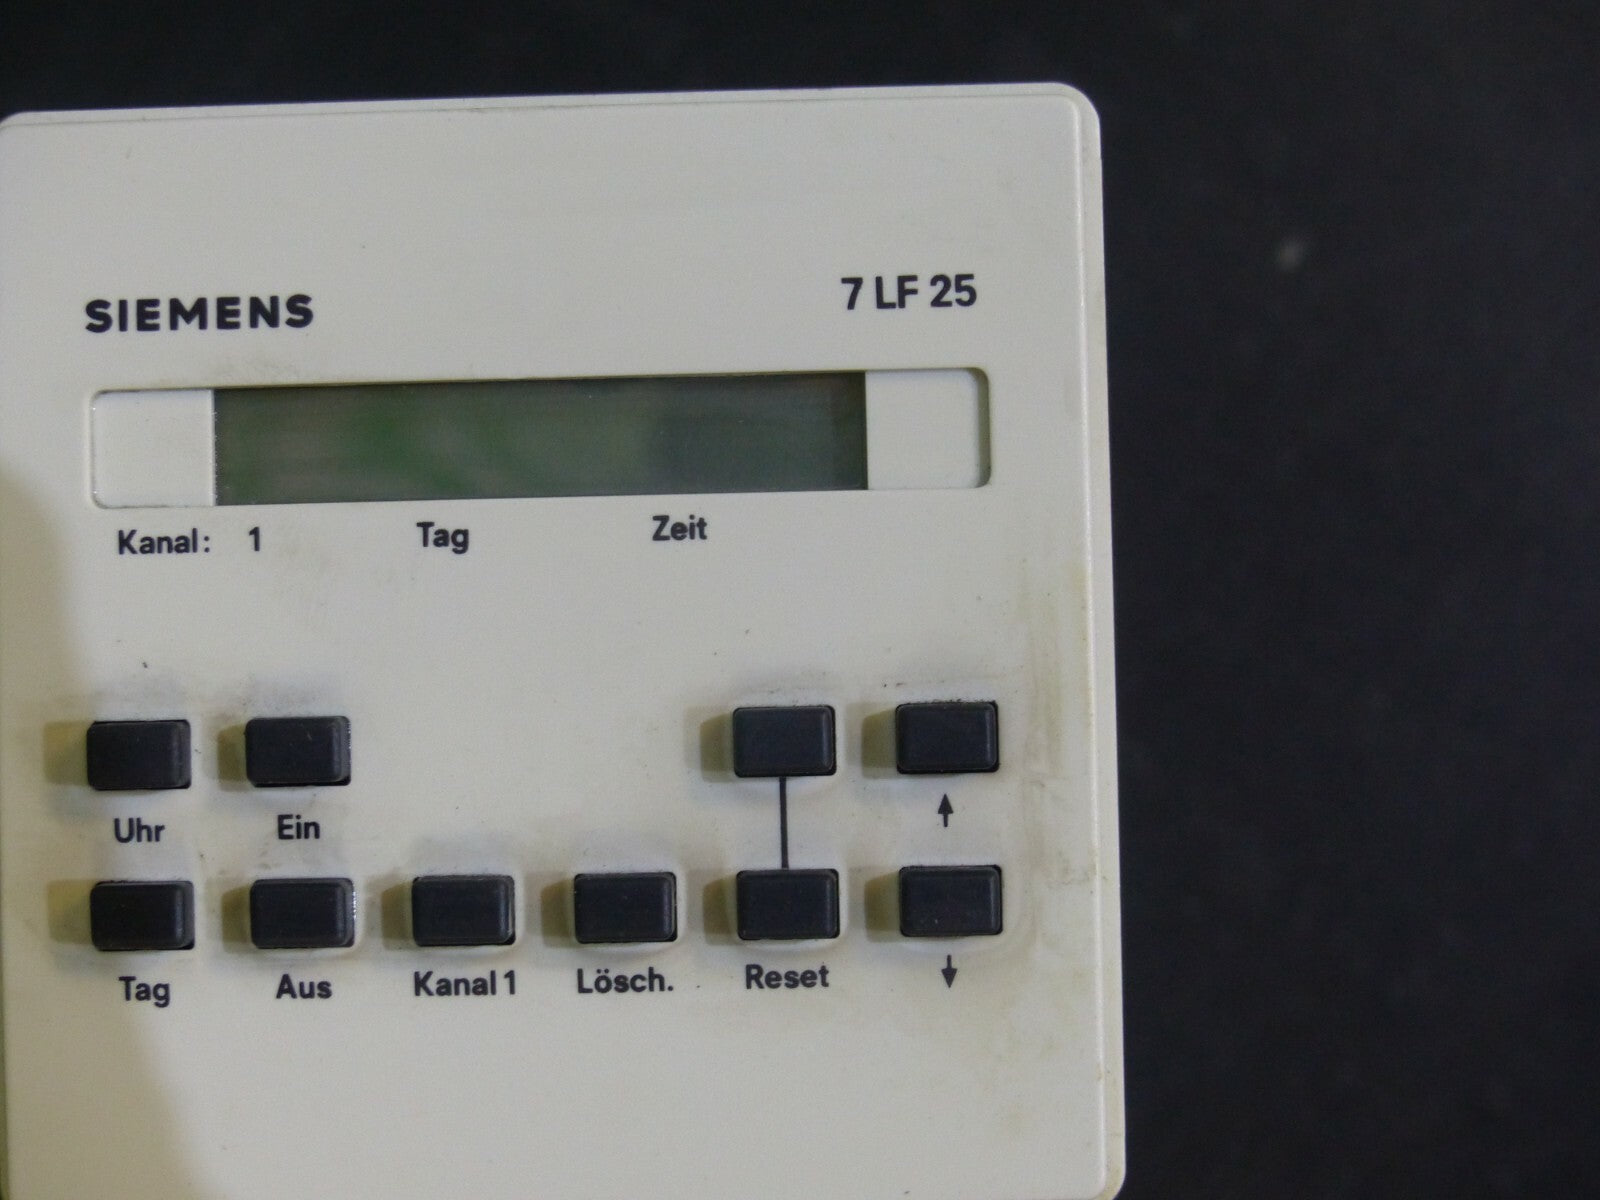 SIEMENS 7 LF 25
Kanal: 1 Tag Zeit
Uhr Ein ↑
Tag Aus Kanal 1 Lösch. Reset ↓